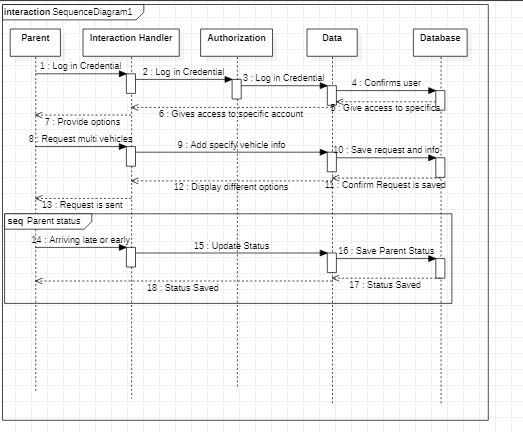 interaction SequenceDiagram1
Parent
Interaction Handler
Authorization
Data
Database
1 : Log in Credential
2 : Log in Credential
3 : Log in Credential
4 : Confirms user
5 : Give access to specifics
6 : Gives access to specific account
7 : Provide options
8 : Request multi vehicles
9 : Add specify vehicle info
10 : Save request and info
11 : Confirm Request is saved
12 : Display different options
13 : Request is sent
seq Parent status
14 : Arriving late or early
15 : Update Status
16 : Save Parent Status
17 : Status Saved
18 : Status Saved